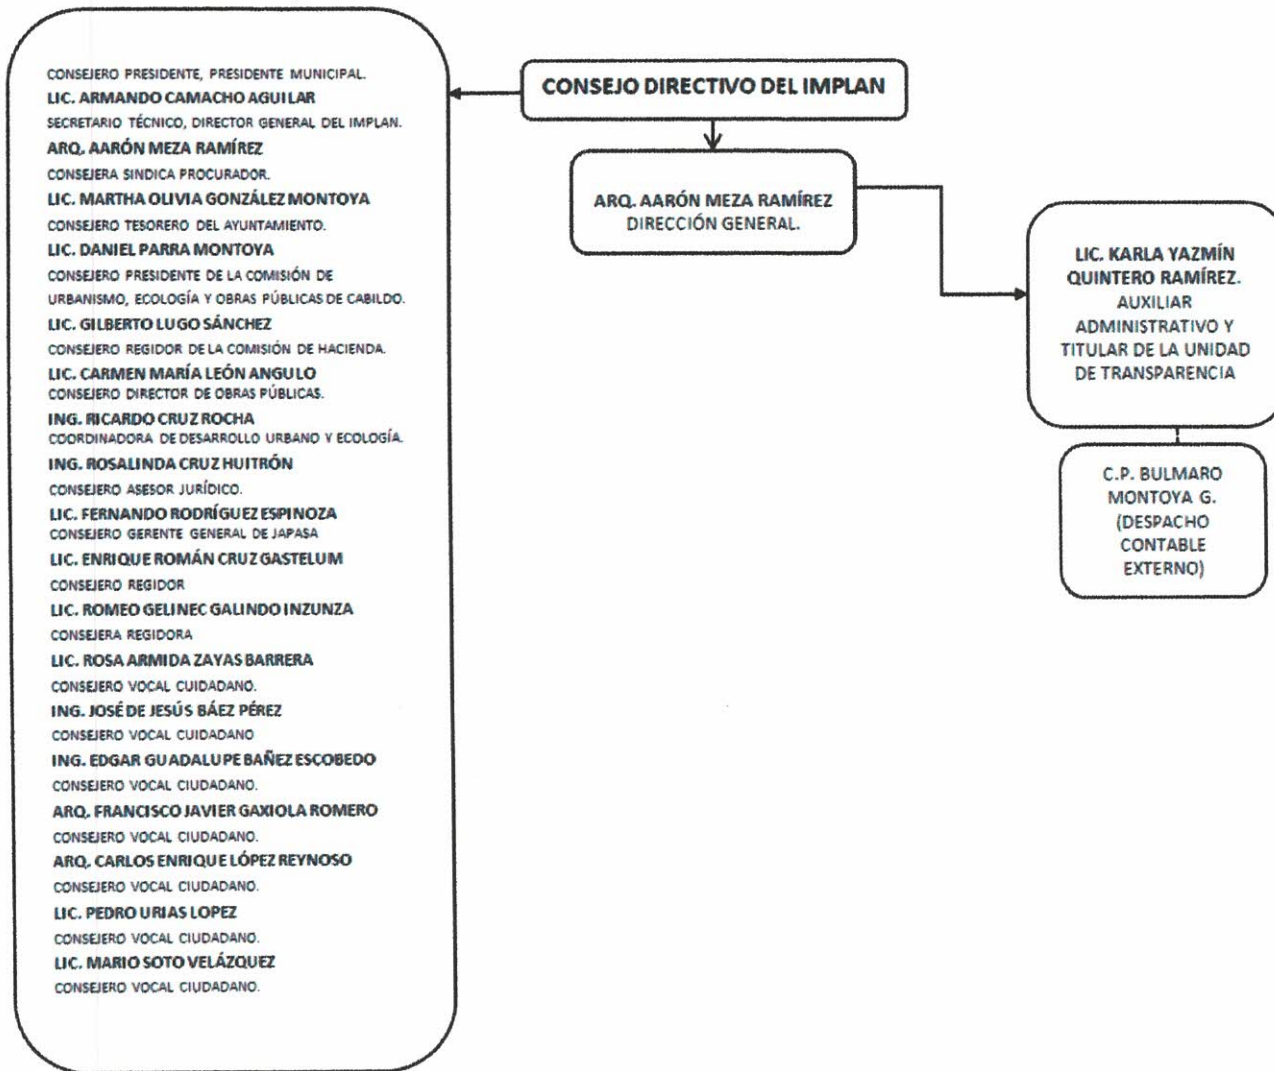 CONSEJERO PRESIDENTE, PRESIDENTE MUNICIPAL.
LIC. ARMANDO CAMACHO AGUILAR
SECRETARIO TÉCNICO, DIRECTOR GENERAL DEL IMPLAN.
ARQ. AARÓN MEZA RAMÍREZ
CONSEJERA SINDICA PROCURADOR.
LIC. MARTHA OLIVIA GONZÁLEZ MONTOYA
CONSEJERO TESORERO DEL AYUNTAMIENTO.
LIC. DANIEL PARRA MONTOYA
CONSEJERO PRESIDENTE DE LA COMISIÓN DE
URBANISMO, ECOLOGÍA Y OBRAS PÚBLICAS DE CABILDO.
LIC. GILBERTO LUGO SÁNCHEZ
CONSEJERO REGIDOR DE LA COMISIÓN DE HACIENDA.
LIC. CARMEN MARÍA LEÓN ANGULO
CONSEJERO DIRECTOR DE OBRAS PÚBLICAS.
ING. RICARDO CRUZ ROCHA
COORDINADORA DE DESARROLLO URBANO Y ECOLOGÍA.
ING. ROSALINDA CRUZ HUITRÓN
CONSEJERO ASESOR JURÍDICO.
LIC. FERNANDO RODRÍGUEZ ESPINOZA
CONSEJERO GERENTE GENERAL DE JAPASA
LIC. ENRIQUE ROMÁN CRUZ GASTELUM
CONSEJERO REGIDOR
LIC. ROMEO GELINEC GALINDO INZUNZA
CONSEJERA REGIDORA
LIC. ROSA ARMIDA ZAYAS BARRERA
CONSEJERO VOCAL CUIDADANO.
ING. JOSÉ DE JESÚS BÁEZ PÉREZ
CONSEJERO VOCAL CUIDADANO
ING. EDGAR GUADALUPE BAÑEZ ESCOBEDO
CONSEJERO VOCAL CIUDADANO.
ARQ. FRANCISCO JAVIER GAXIOLA ROMERO
CONSEJERO VOCAL CIUDADANO.
ARQ. CARLOS ENRIQUE LÓPEZ REYNOSO
CONSEJERO VOCAL CIUDADANO.
LIC. PEDRO URIAS LOPEZ
CONSEJERO VOCAL CIUDADANO.
LIC. MARIO SOTO VELÁZQUEZ
CONSEJERO VOCAL CIUDADANO.
CONSEJO DIRECTIVO DEL IMPLAN
ARQ. AARÓN MEZA RAMÍREZ
DIRECCIÓN GENERAL.
LIC. KARLA YAZMÍN
QUINTERO RAMÍREZ.
AUXILIAR
ADMINISTRATIVO Y
TITULAR DE LA UNIDAD
DE TRANSPARENCIA
C.P. BULMARO
MONTOYA G.
(DESPACHO
CONTABLE
EXTERNO)